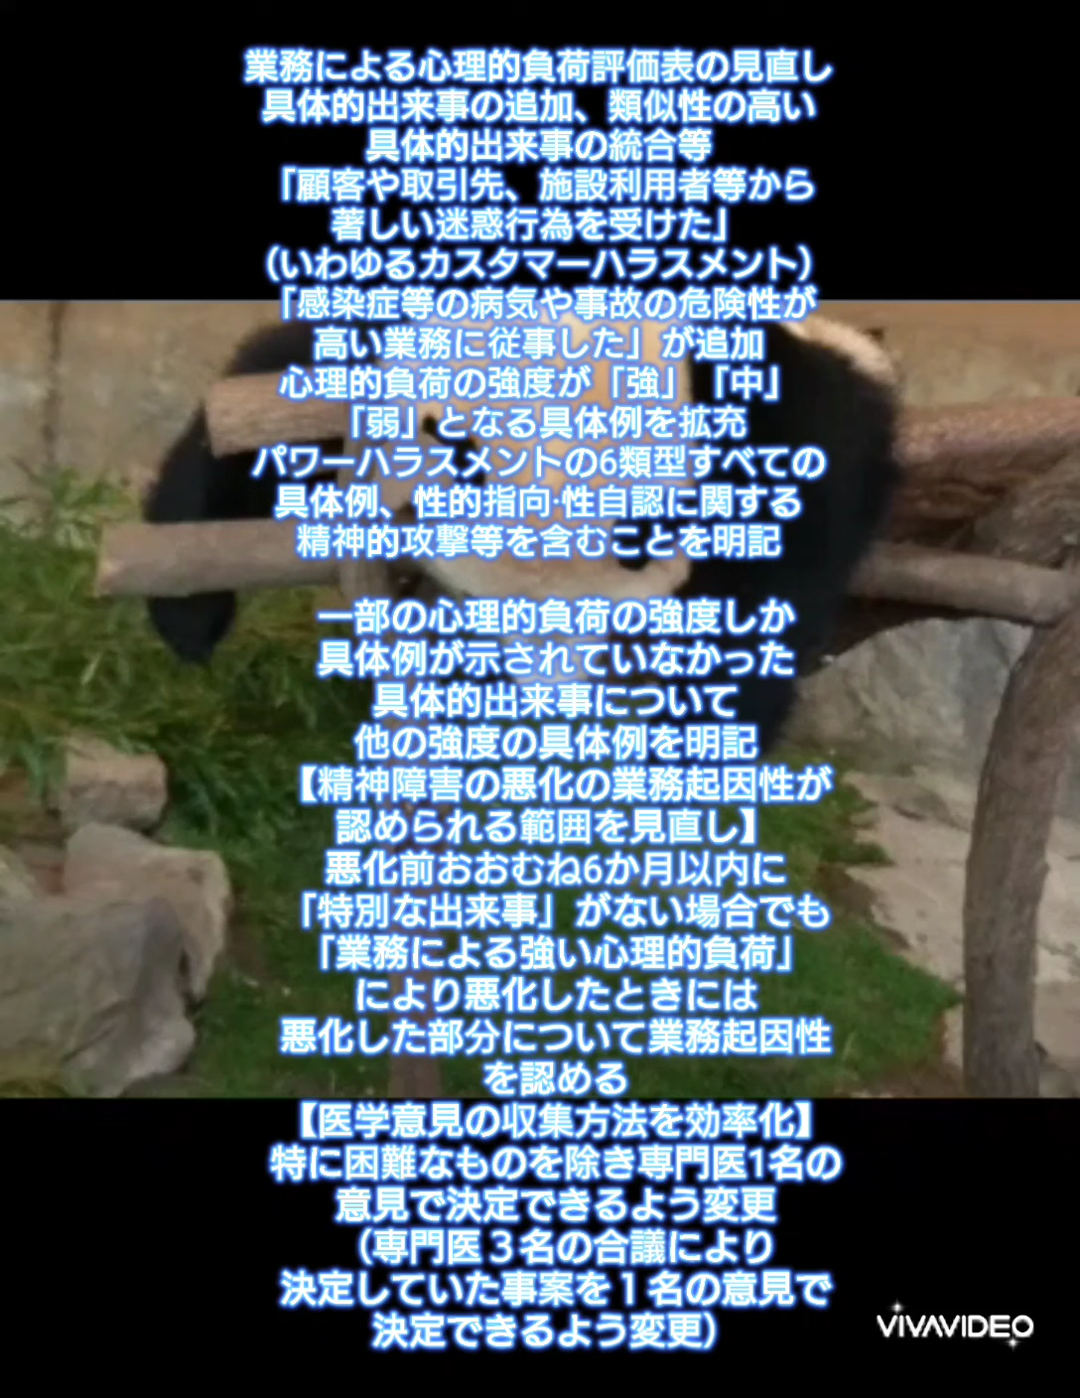 業務による心理的負荷評価表の見直し
具体的出来事の追加、類似性の高い
具体的出来事の統合等
「顧客や取引先、施設利用者等から
著しい迷惑行為を受けた」
（いわゆるカスタマーハラスメント）
「感染症等の病気や事故の危険性が
高い業務に従事した」が追加
心理的負荷の強度が「強」「中」
「弱」となる具体例を拡充
パワーハラスメントの6類型すべての
具体例、性的指向·性自認に関する
精神的攻撃等を含むことを明記
一部の心理的負荷の強度しか
具体例が示されていなかった
具体的出来事について
他の強度の具体例を明記
【精神障害の悪化の業務起因性が
認められる範囲を見直し】
悪化前おおむね6か月以内に
「特別な出来事」がない場合でも
「業務による強い心理的負荷」
により悪化したときには
悪化した部分について業務起因性
を認める
【医学意見の収集方法を効率化】
特に困難なものを除き専門医1名の
意見で決定できるよう変更
（専門医３名の合議により
決定していた事案を１名の意見で
決定できるよう変更）
VIVAVIDEO